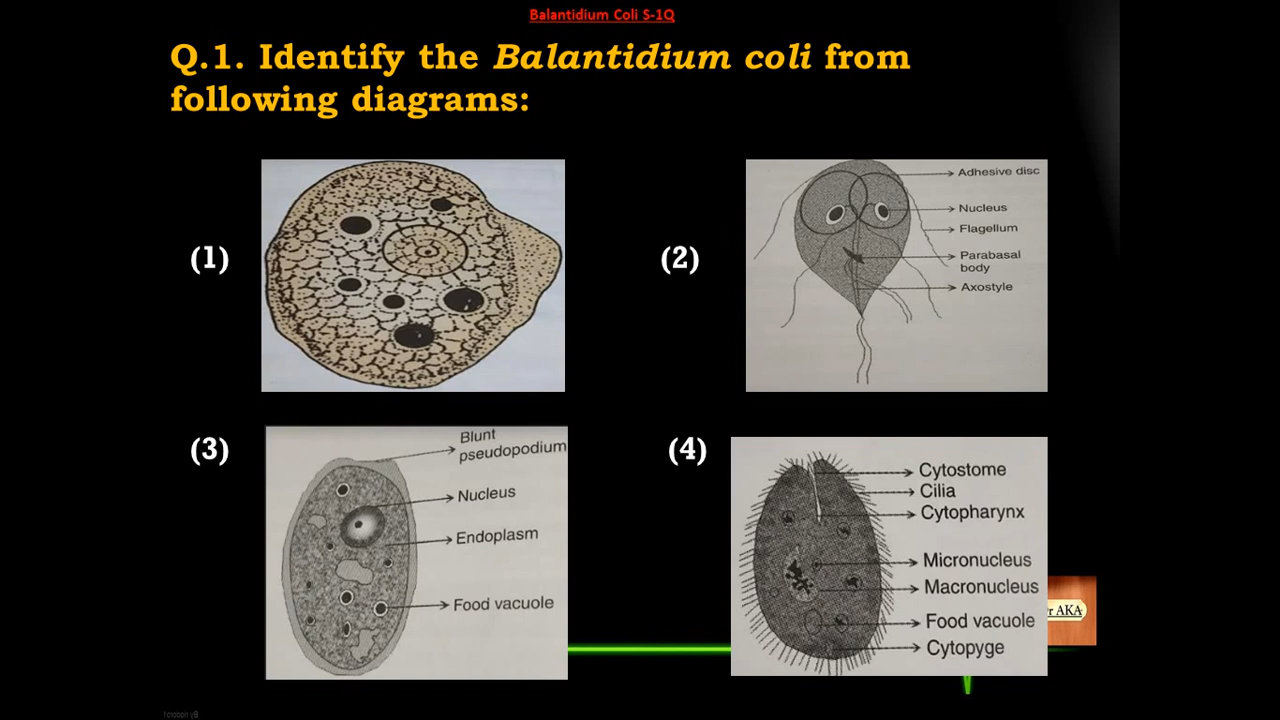 Balantidium Coli S-1Q
Q.1. Identify the Balantidium coli from
following diagrams:
(1)
(2)
Adhesive disc
Nucleus
Flagellum
Parabasal
body
Axostyle
(3)
Blunt
pseudopodium
Nucleus
Endoplasm
Food vacuole
(4)
Cytostome
Cilia
Cytopharynx
Micronucleus
Macronucleus
Food vacuole
Cytopyge
AKA